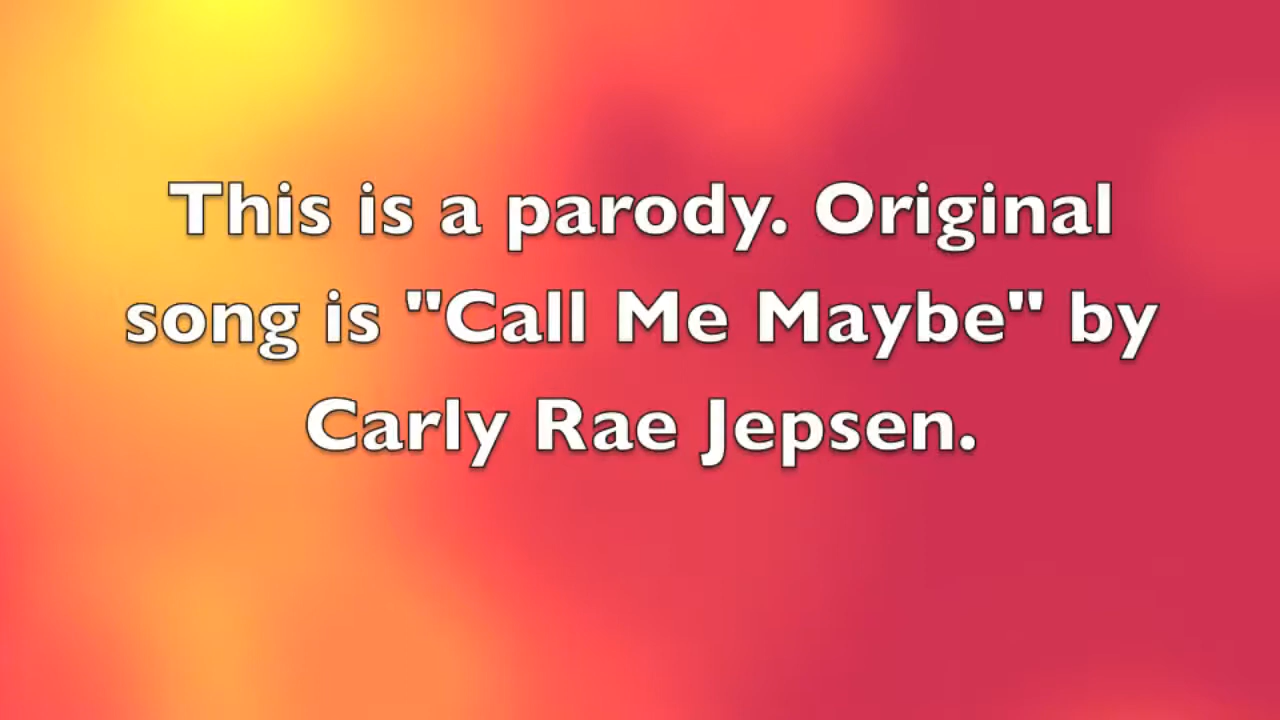 This is a parody. Original
song is "Call Me Maybe" by
Carly Rae Jepsen.